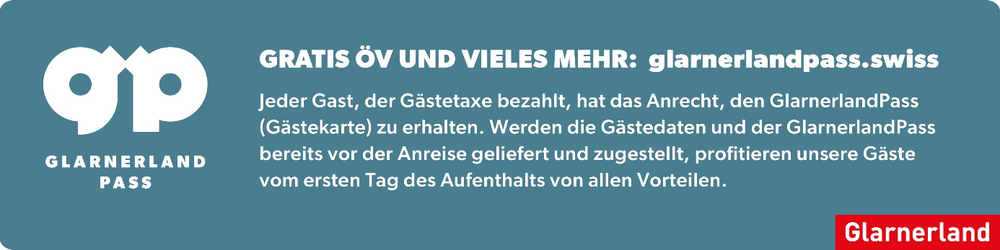 gp
GLARNERLAND
PASS
GRATIS ÖV UND VIELES MEHR: glarnerlandpass.swiss
Jeder Gast, der Gästetaxe bezahlt, hat das Anrecht, den GlarnerlandPass
(Gästekarte) zu erhalten. Werden die Gästedaten und der GlarnerlandPass
bereits vor der Anreise geliefert und zugestellt, profitieren unsere Gäste
vom ersten Tag des Aufenthalts von allen Vorteilen.
Glarnerland